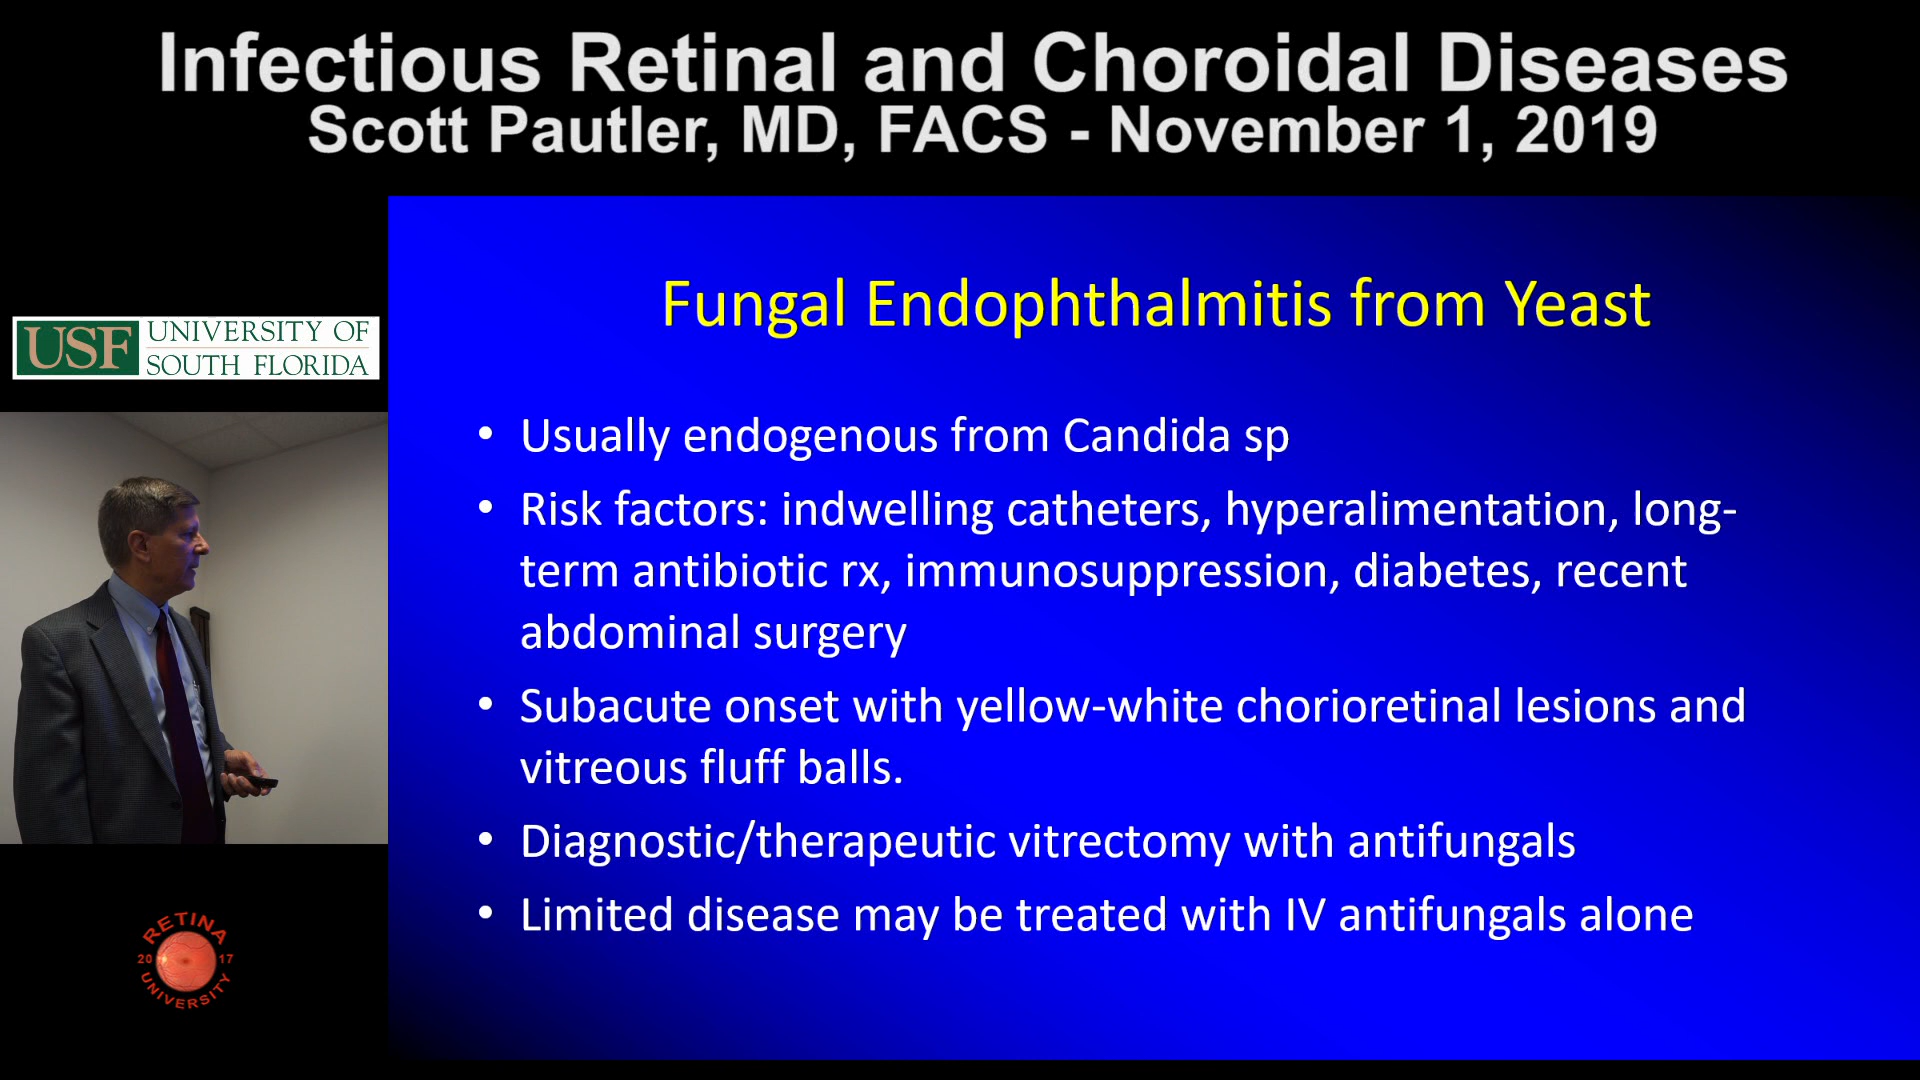 Infectious Retinal and Choroidal Diseases
Scott Pautler, MD, FACS - November 1, 2019
USF UNIVERSITY OF
SOUTH FLORIDA
Fungal Endophthalmitis from Yeast
• Usually endogenous from Candida sp
• Risk factors: indwelling catheters, hyperalimentation, long-
term antibiotic rx, immunosuppression, diabetes, recent
abdominal surgery
• Subacute onset with yellow-white chorioretinal lesions and
vitreous fluff balls.
• Diagnostic/therapeutic vitrectomy with antifungals
• Limited disease may be treated with IV antifungals alone
RETINA
20 17
UNIVERSITY